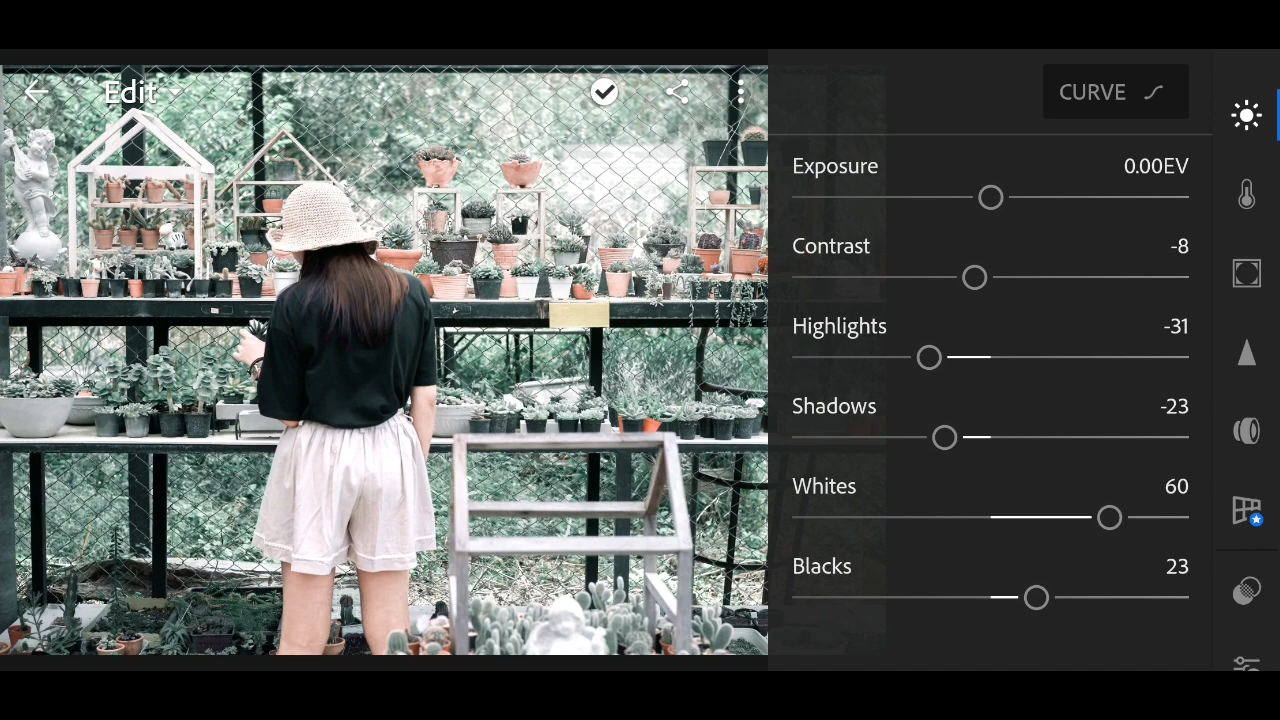 Edit
CURVE
Exposure 0.00EV
Contrast -8
Highlights -31
Shadows -23
Whites 60
Blacks 23